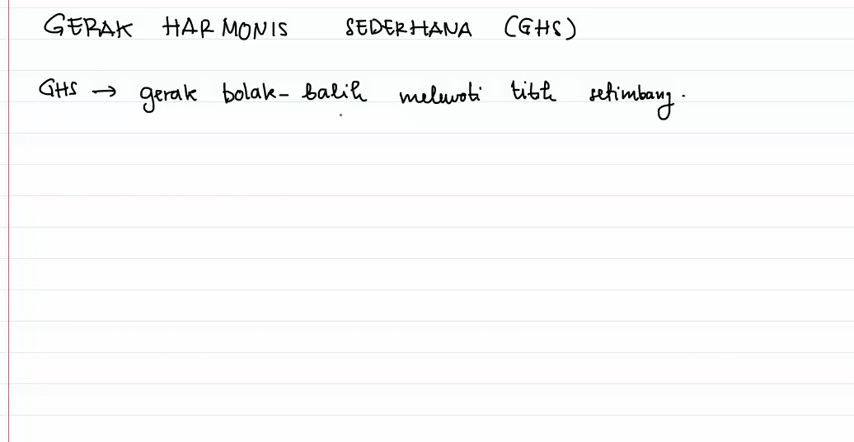 GERAK HARMONIS SEDERHANA (GHS)
GHS → gerak bolak-balik melewati titik setimbang.